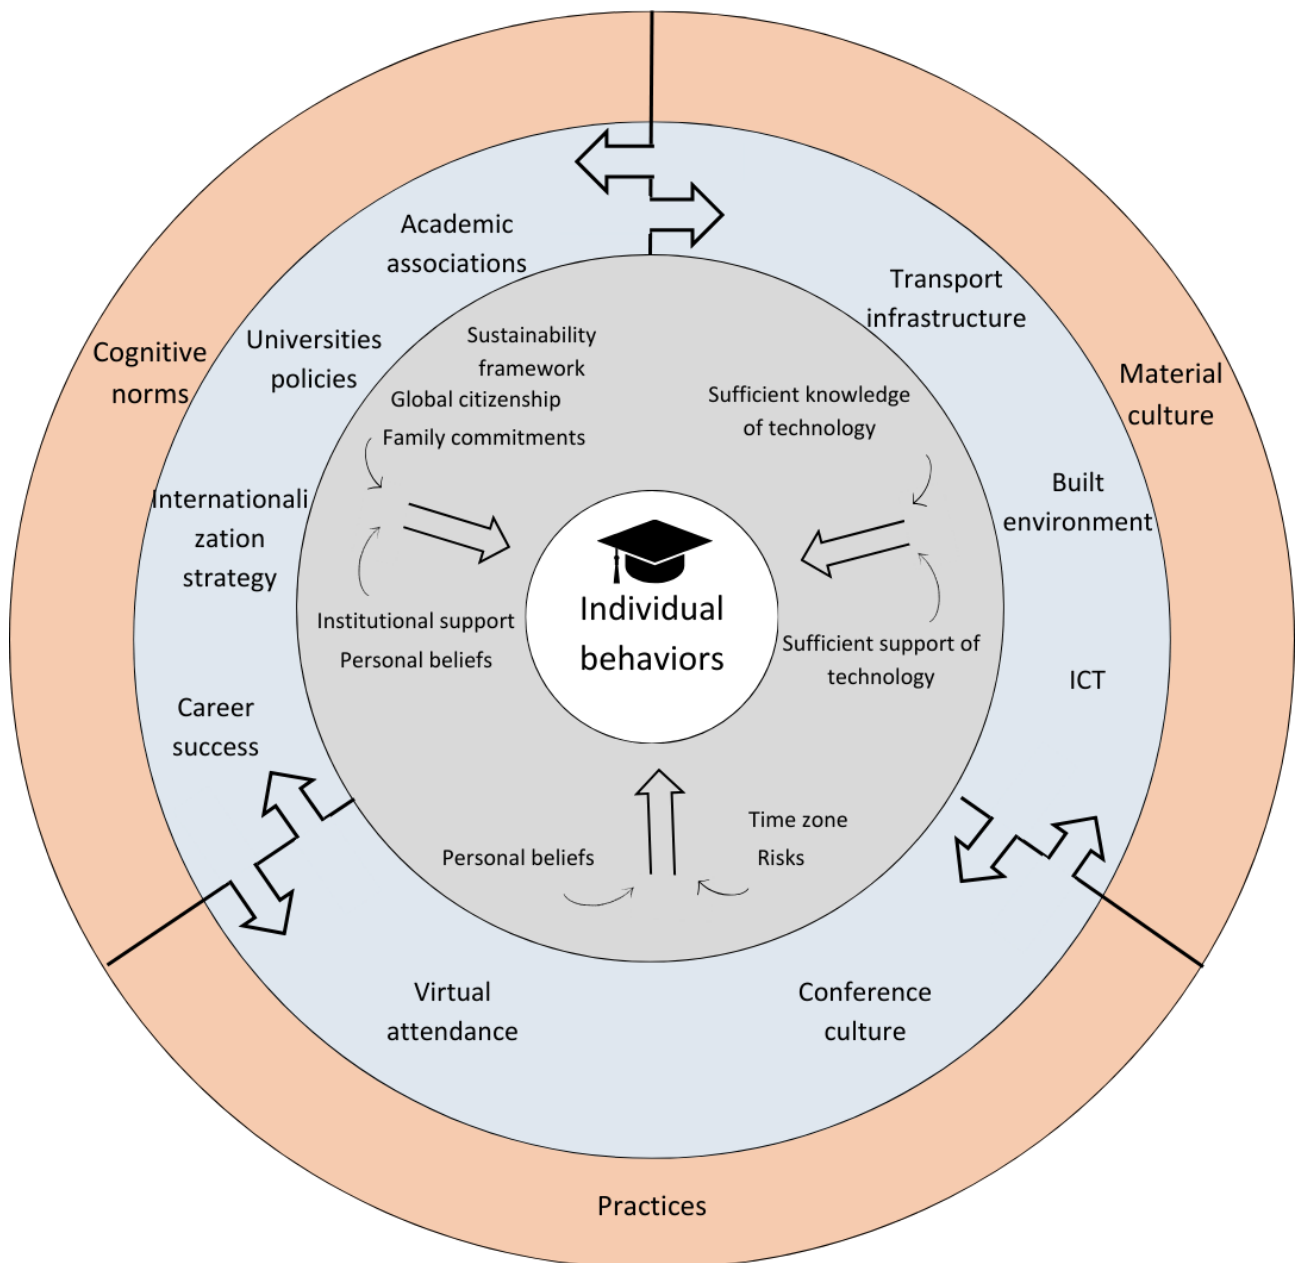 Academic
associations
Transport
infrastructure
Universities
policies
Cognitive
norms
Sustainability
framework
Global citizenship
Family commitments
Sufficient knowledge
of technology
Material
culture
Internationali
zation
strategy
Built
environment
Individual
behaviors
Institutional support
Personal beliefs
Sufficient support of
technology
ICT
Career
success
Personal beliefs
Time zone
Risks
Virtual
attendance
Conference
culture
Practices